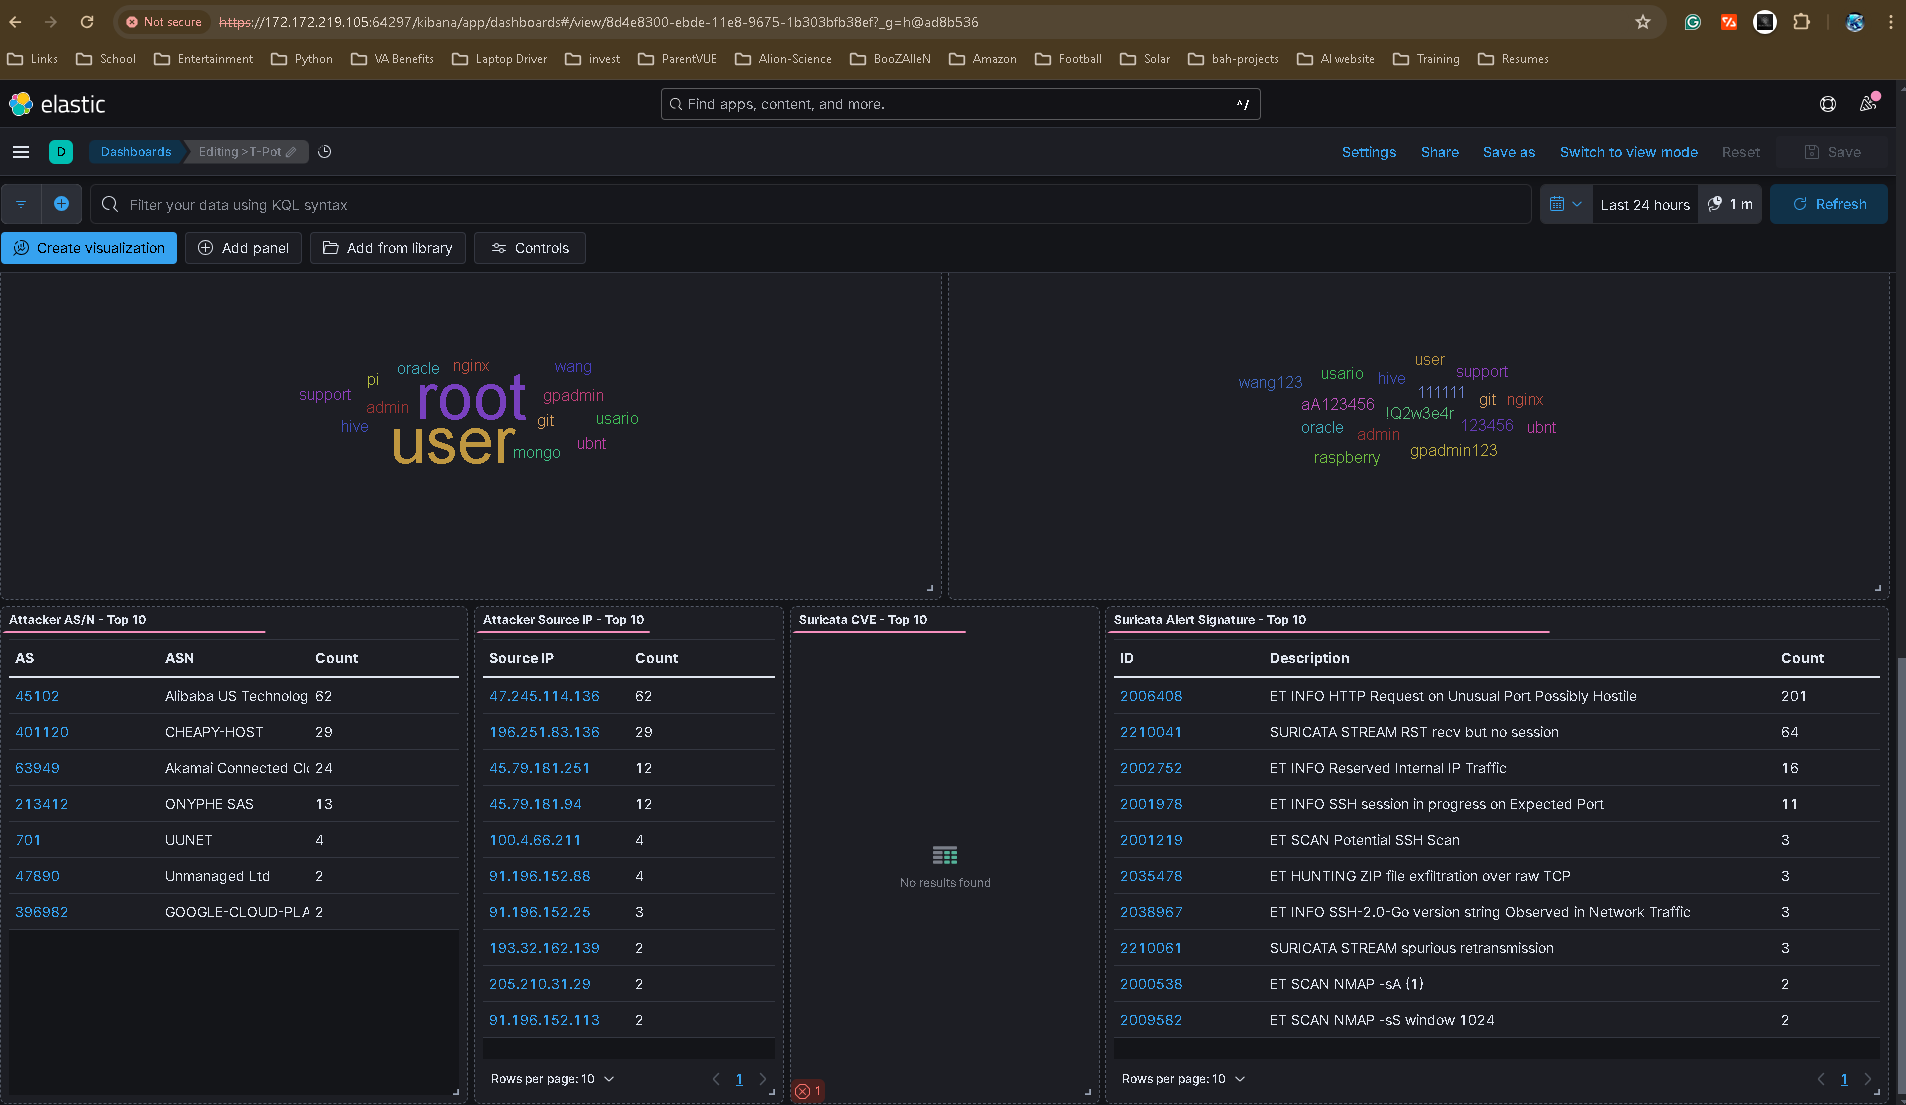 Not secure https://172.172.219.105:64297/kibana/app/dashboards#/view/8d4e8300-ebde-11e8-9675-1b303bfb38ef?_g=h@ad8b536
Links School Entertainment Python VA Benefits Laptop Driver invest ParentVUE Alion-Science BooZAlleN Amazon Football Solar bah-projects AI website Training Resumes
elastic Find apps, content, and more. ^/
D Dashboards Editing >T-Pot Settings Share Save as Switch to view mode Reset Save
Filter your data using KQL syntax Last 24 hours 1 m Refresh
Create visualization Add panel Add from library Controls
oracle nginx wang
pi
support root gpadmin
admin git usario
hive user ubnt
mongo
user
usario hive support
wang123 111111
aA123456 !Q2w3e4r git nginx
oracle admin 123456 ubnt
raspberry gpadmin123
Attacker AS/N - Top 10
AS ASN Count
45102 Alibaba US Technolog 62
401120 CHEAPY-HOST 29
63949 Akamai Connected Clo 24
213412 ONYPHE SAS 13
701 UUNET 4
47890 Unmanaged Ltd 2
396982 GOOGLE-CLOUD-PLA 2
Attacker Source IP - Top 10
Source IP Count
47.245.114.136 62
196.251.83.136 29
45.79.181.251 12
45.79.181.94 12
100.4.66.211 4
91.196.152.88 4
91.196.152.25 3
193.32.162.139 2
205.210.31.29 2
91.196.152.113 2
Rows per page: 10 1
Suricata CVE - Top 10
No results found
1
Suricata Alert Signature - Top 10
ID Description Count
2006408 ET INFO HTTP Request on Unusual Port Possibly Hostile 201
2210041 SURICATA STREAM RST recv but no session 64
2002752 ET INFO Reserved Internal IP Traffic 16
2001978 ET INFO SSH session in progress on Expected Port 11
2001219 ET SCAN Potential SSH Scan 3
2035478 ET HUNTING ZIP file exfiltration over raw TCP 3
2038967 ET INFO SSH-2.0-Go version string Observed in Network Traffic 3
2210061 SURICATA STREAM spurious retransmission 3
2000538 ET SCAN NMAP -sA (1) 2
2009582 ET SCAN NMAP -sS window 1024 2
Rows per page: 10 1